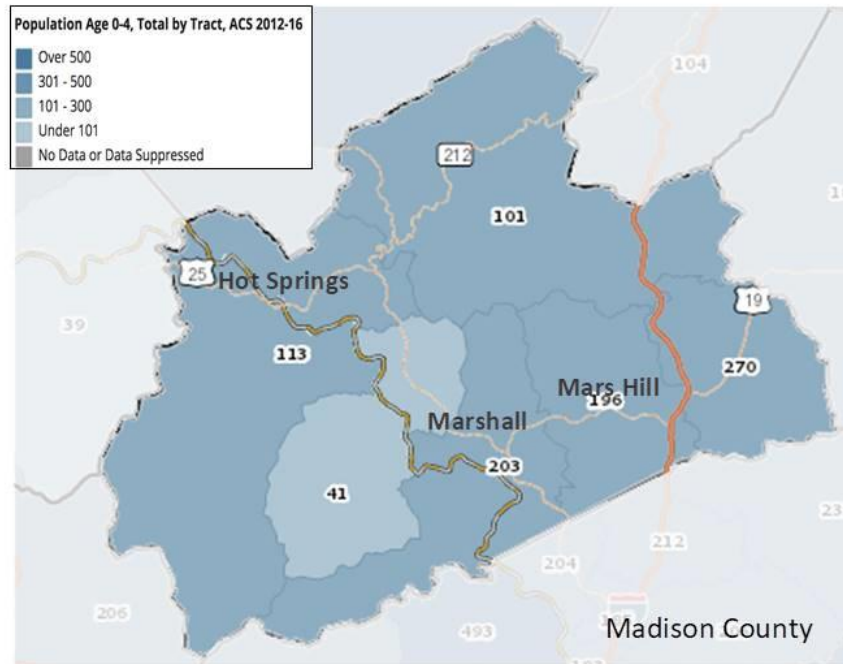 Population Age 0-4, Total by Tract, ACS 2012-16
Over 500
301 - 500
101 - 300
Under 101
No Data or Data Suppressed
104
212
101
25
Hot Springs
19
39
113
270
Mars Hill
196
Marshall
203
41
212
204
206
493
Madison County